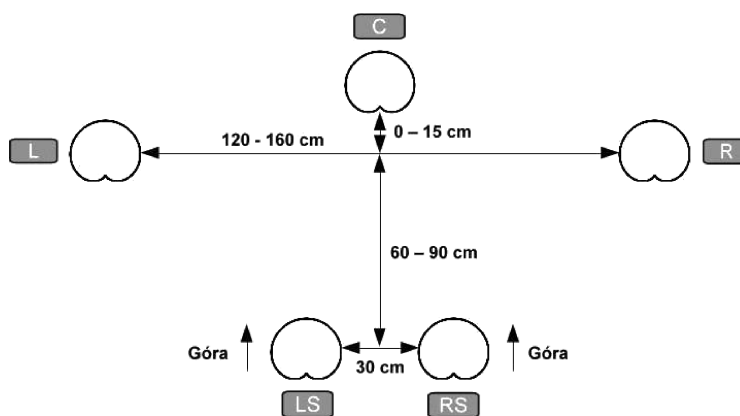 C
0 – 15 cm
120 - 160 cm
L
R
60 – 90 cm
Góra
Góra
30 cm
LS
RS